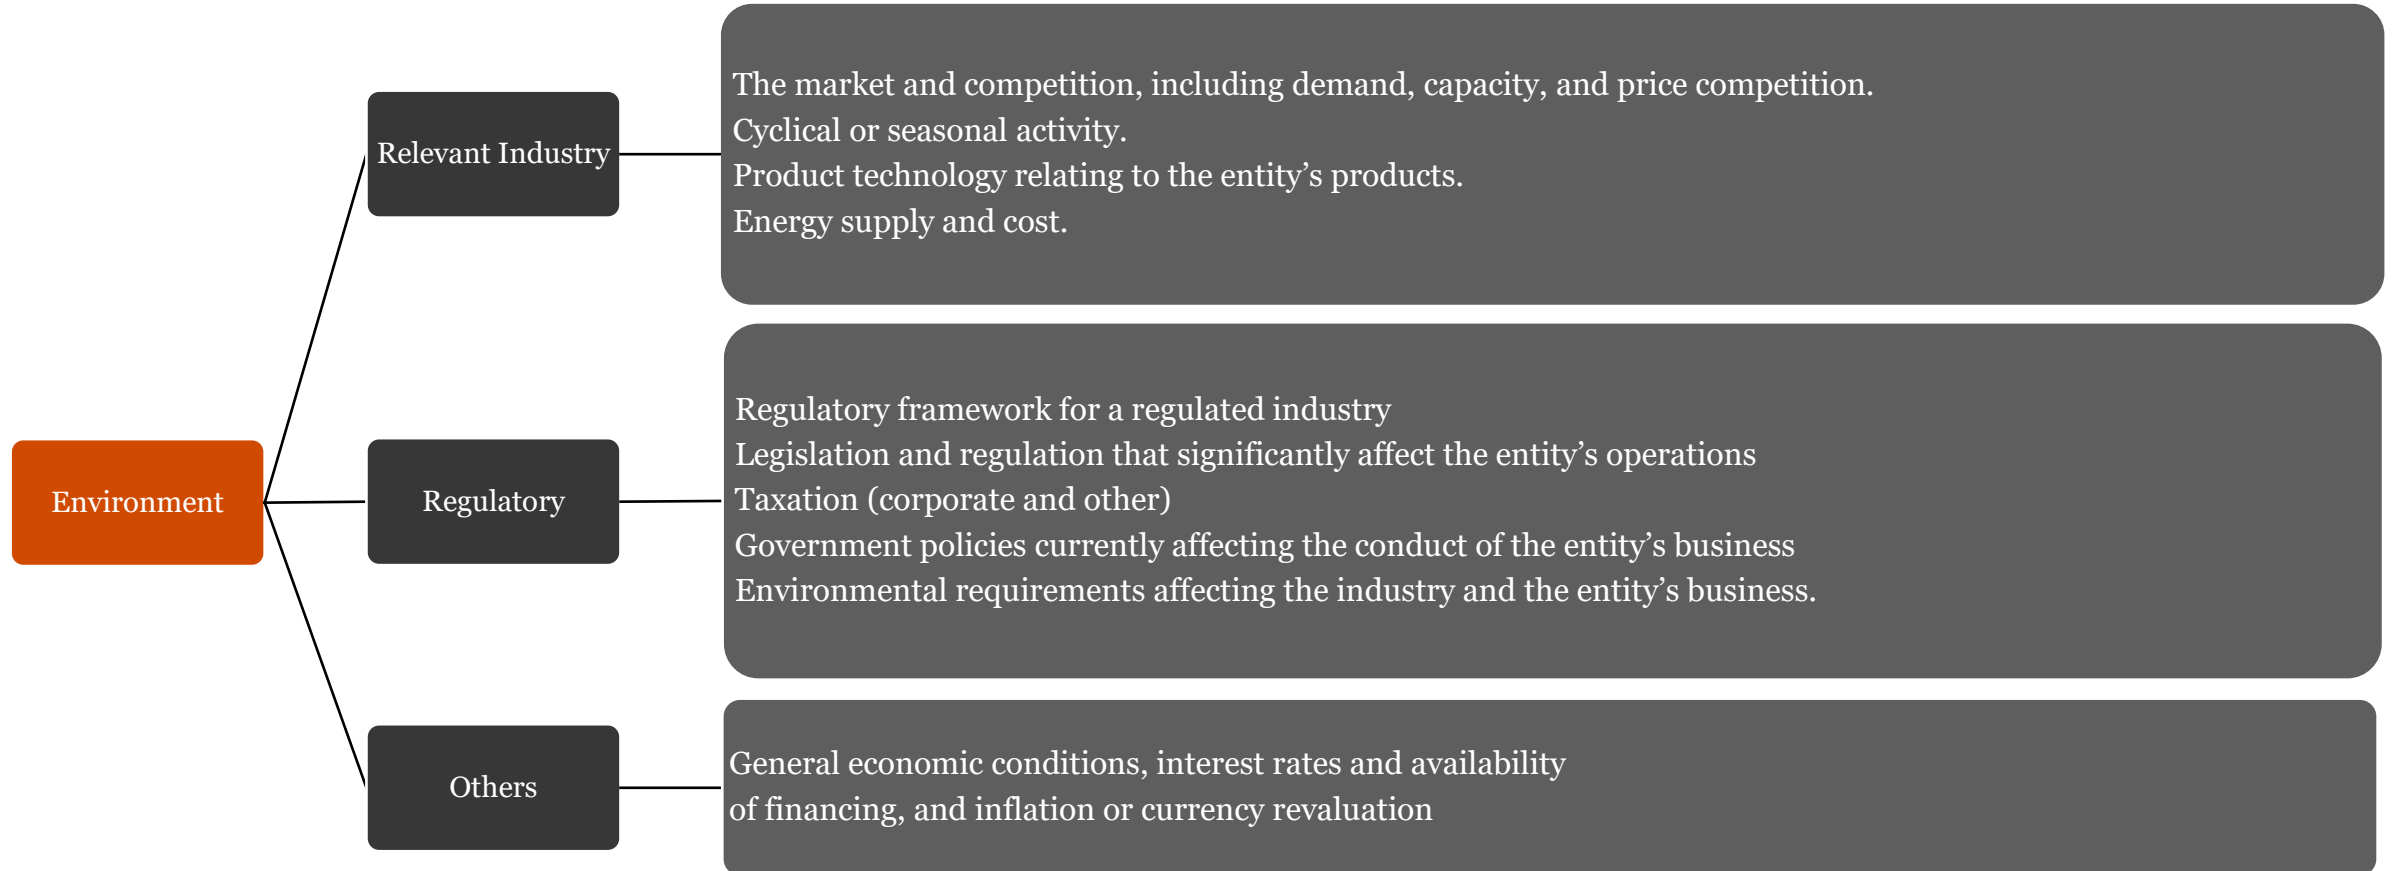 Environment
Relevant Industry
The market and competition, including demand, capacity, and price competition.
Cyclical or seasonal activity.
Product technology relating to the entity’s products.
Energy supply and cost.
Regulatory
Regulatory framework for a regulated industry
Legislation and regulation that significantly affect the entity’s operations
Taxation (corporate and other)
Government policies currently affecting the conduct of the entity’s business
Environmental requirements affecting the industry and the entity’s business.
Others
General economic conditions, interest rates and availability
of financing, and inflation or currency revaluation